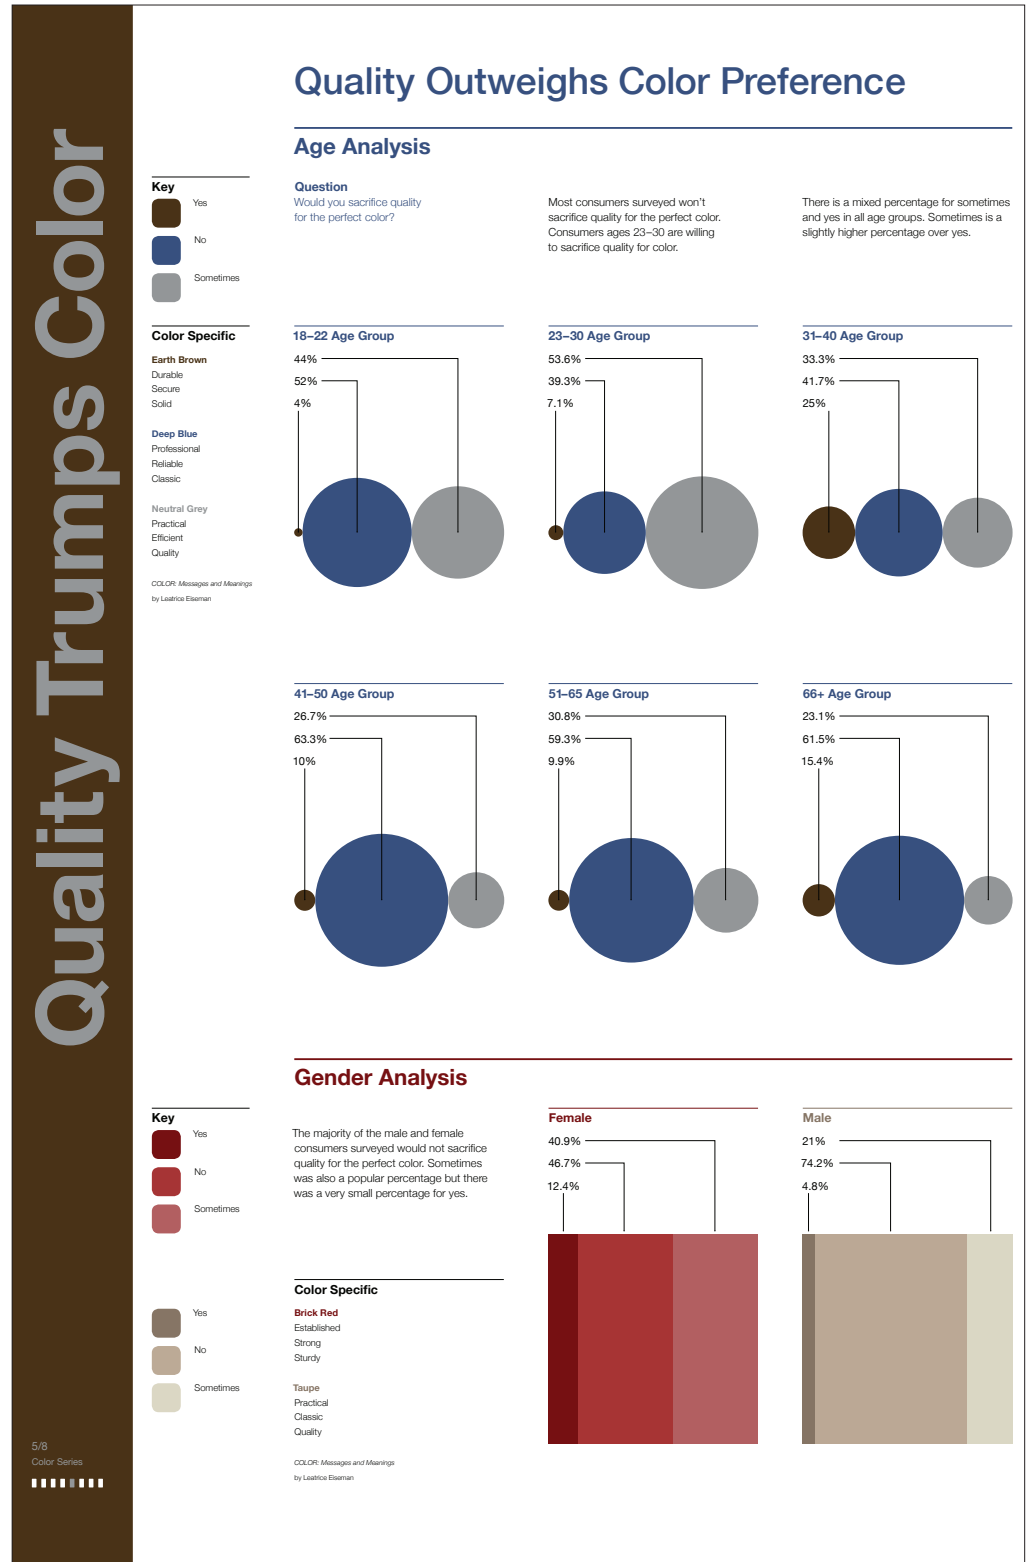 Quality Trumps Color
5/8
Color Series
Quality Outweighs Color Preference
Age Analysis
Key
Yes
No
Sometimes
Question
Would you sacrifice quality
for the perfect color?
Most consumers surveyed won't
sacrifice quality for the perfect color.
Consumers ages 23–30 are willing
to sacrifice quality for color.
There is a mixed percentage for sometimes
and yes in all age groups. Sometimes is a
slightly higher percentage over yes.
Color Specific
Earth Brown
Durable
Secure
Solid
Deep Blue
Professional
Reliable
Classic
Neutral Grey
Practical
Efficient
Quality
COLOR: Messages and Meanings
by Leatrice Eiseman
18–22 Age Group
44%
52%
4%
23–30 Age Group
53.6%
39.3%
7.1%
31–40 Age Group
33.3%
41.7%
25%
41–50 Age Group
26.7%
63.3%
10%
51–65 Age Group
30.8%
59.3%
9.9%
66+ Age Group
23.1%
61.5%
15.4%
Gender Analysis
Key
Yes
No
Sometimes
Yes
No
Sometimes
The majority of the male and female
consumers surveyed would not sacrifice
quality for the perfect color. Sometimes
was also a popular percentage but there
was a very small percentage for yes.
Color Specific
Brick Red
Established
Strong
Sturdy
Taupe
Practical
Classic
Quality
COLOR: Messages and Meanings
by Leatrice Eiseman
Female
40.9%
46.7%
12.4%
Male
21%
74.2%
4.8%